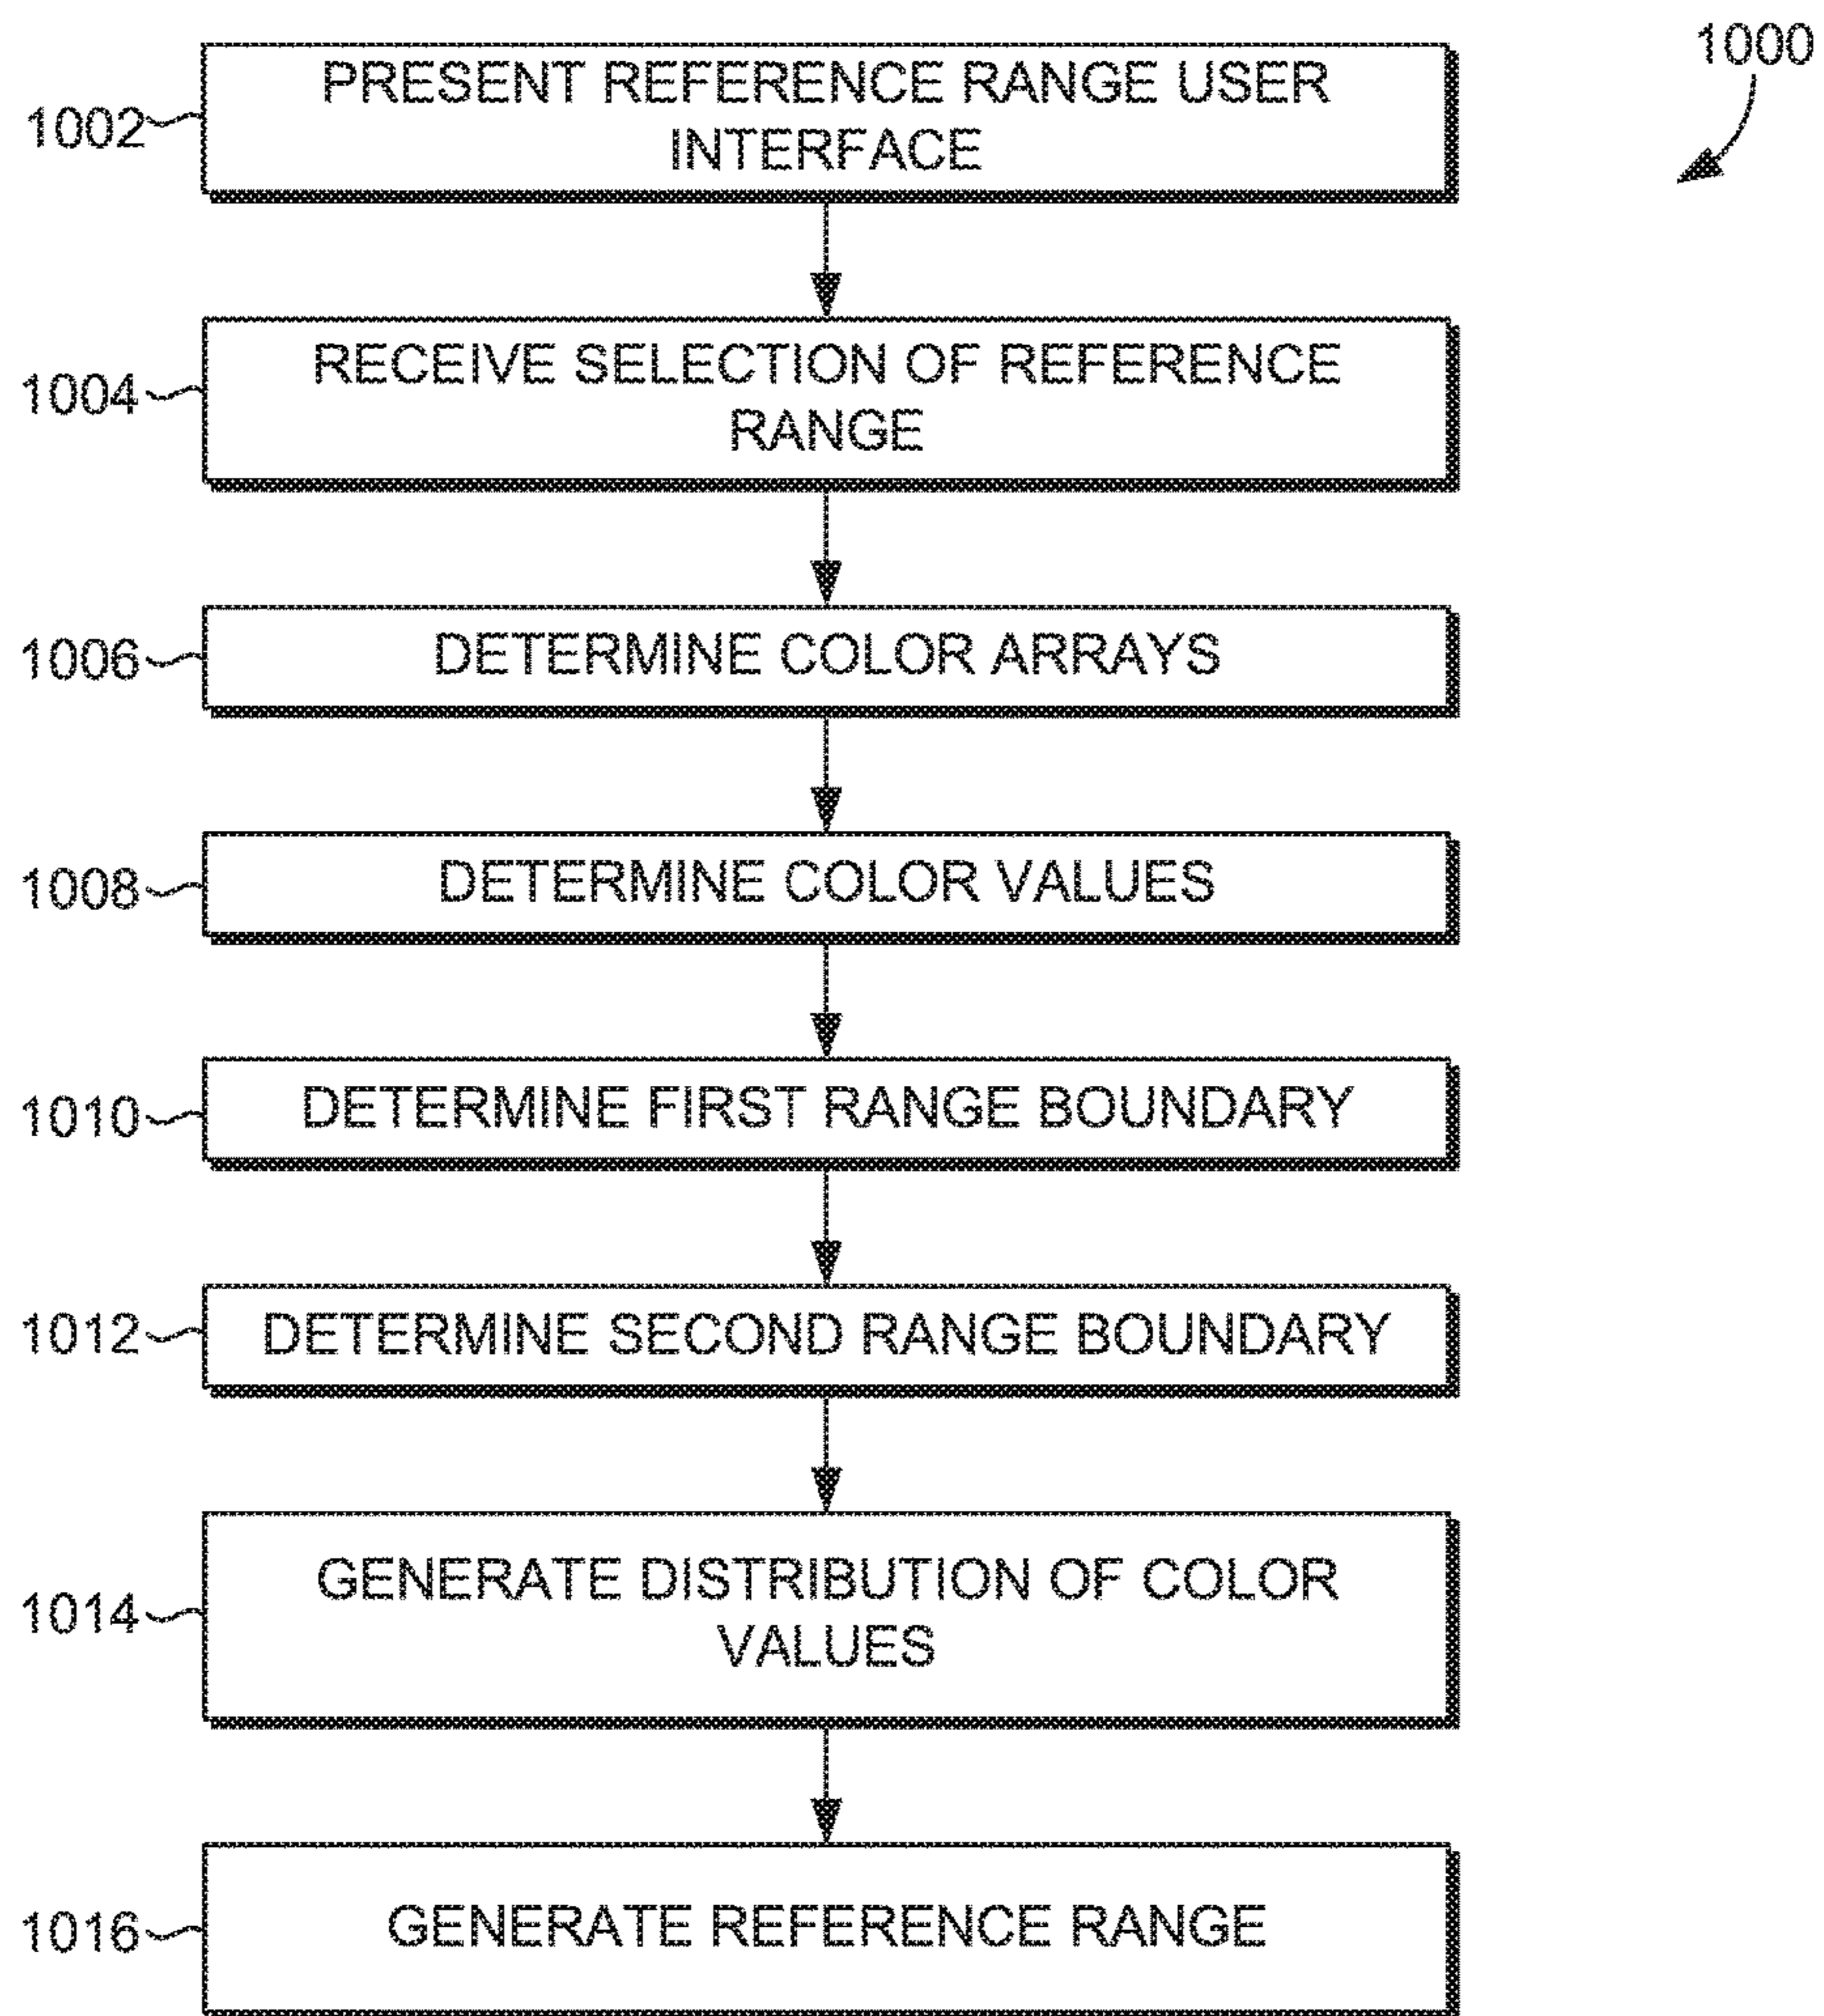 1000
PRESENT REFERENCE RANGE USER
INTERFACE
1002
RECEIVE SELECTION OF REFERENCE
RANGE
1004
DETERMINE COLOR ARRAYS
1006
DETERMINE COLOR VALUES
1008
DETERMINE FIRST RANGE BOUNDARY
1010
DETERMINE SECOND RANGE BOUNDARY
1012
GENERATE DISTRIBUTION OF COLOR
VALUES
1014
GENERATE REFERENCE RANGE
1016